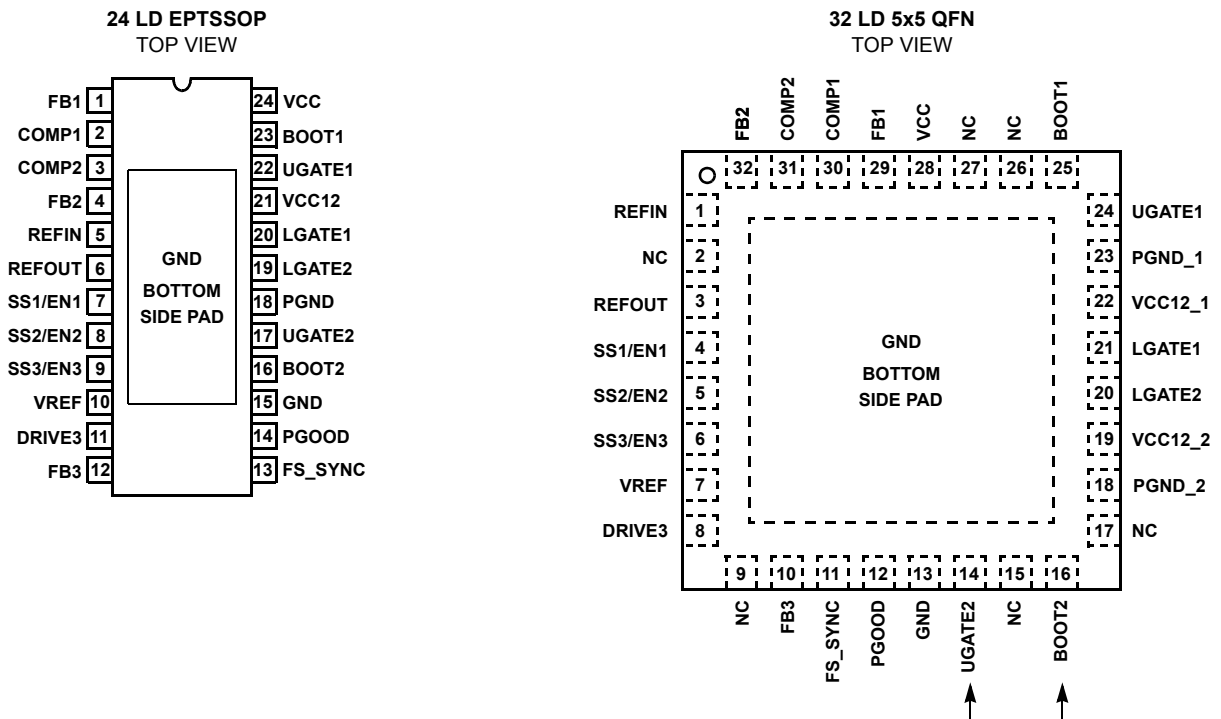 24 LD EPTSSOP
TOP VIEW
FB1 1
COMP1 2
COMP2 3
FB2 4
REFIN 5
REFOUT 6
SS1/EN1 7
SS2/EN2 8
SS3/EN3 9
VREF 10
DRIVE3 11
FB3 12
24 VCC
23 BOOT1
22 UGATE1
21 VCC12
20 LGATE1
19 LGATE2
18 PGND
17 UGATE2
16 BOOT2
15 GND
14 PGOOD
13 FS_SYNC
GND
BOTTOM
SIDE PAD
32 LD 5x5 QFN
TOP VIEW
FB2
COMP2
COMP1
FB1
VCC
NC
NC
BOOT1
32 31 30 29 28 27 26 25
REFIN 1
NC 2
REFOUT 3
SS1/EN1 4
SS2/EN2 5
SS3/EN3 6
VREF 7
DRIVE3 8
GND
BOTTOM
SIDE PAD
24 UGATE1
23 PGND_1
22 VCC12_1
21 LGATE1
20 LGATE2
19 VCC12_2
18 PGND_2
17 NC
9 10 11 12 13 14 15 16
NC
FB3
FS_SYNC
PGOOD
GND
UGATE2
NC
BOOT2